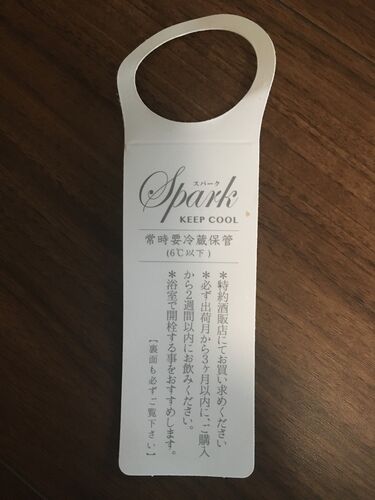 スパーク
Spark
KEEP COOL
常時要冷蔵保管
(6℃以下)
＊特約酒販店にてお買い求めください
＊必ず出荷月から3ヶ月以内に、ご購入
から2週間以内にお飲みください。
＊浴室で開栓する事をおすすめします。
【裏面も必ずご覧下さい】